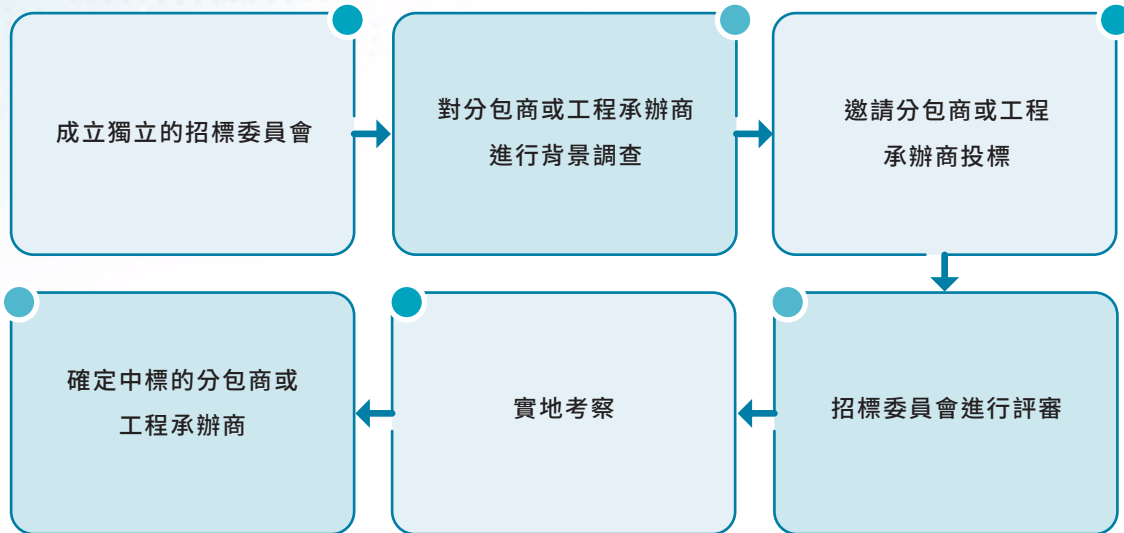 成立獨立的招標委員會
對分包商或工程承辦商
進行背景調查
邀請分包商或工程
承辦商投標
招標委員會進行評審
實地考察
確定中標的分包商或
工程承辦商